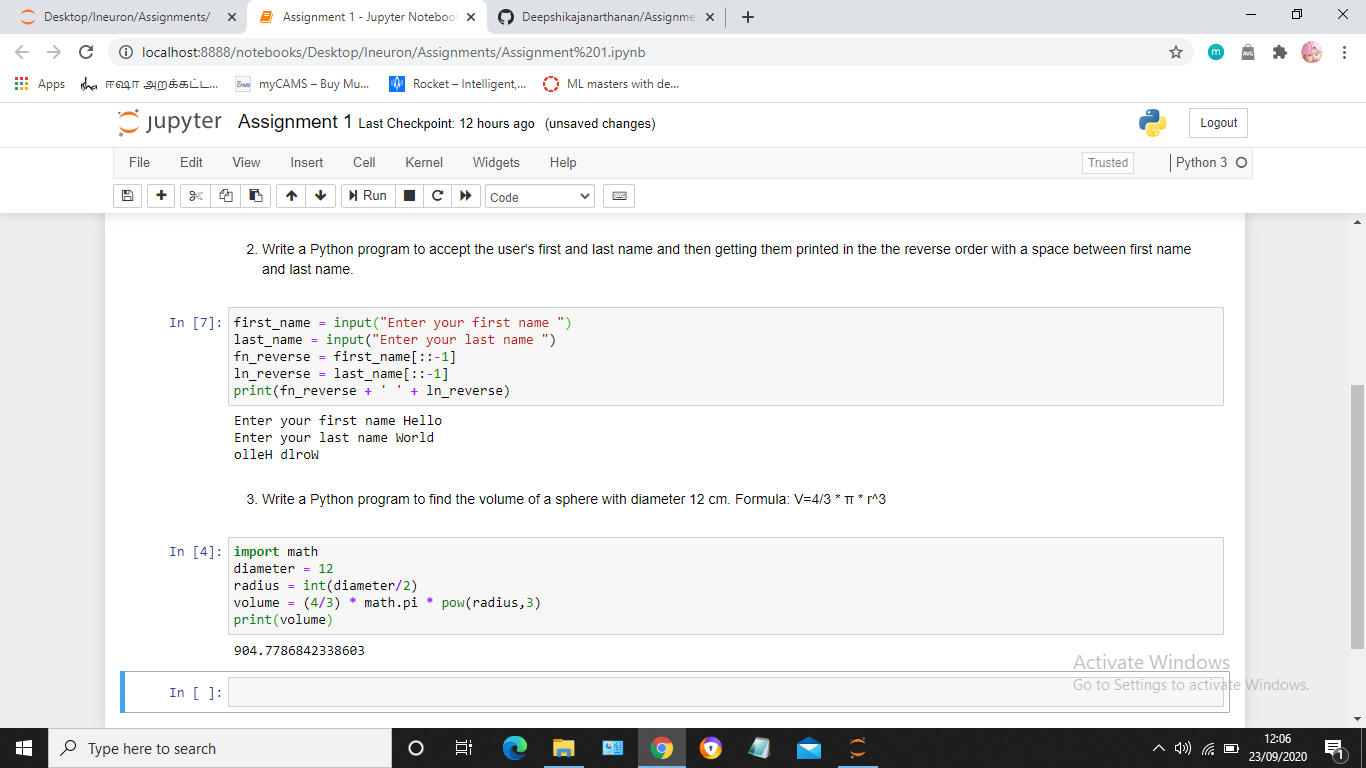 Desktop/Ineuron/Assignments/
Assignment 1 - Jupyter Noteboo
Deepshikajanarthanan/Assignme
localhost:8888/notebooks/Desktop/Ineuron/Assignments/Assignment%201.ipynb
Apps
ஈஷா அறக்கட்ட...
myCAMS – Buy Mu...
Rocket – Intelligent,...
ML masters with de...
jupyter Assignment 1 Last Checkpoint: 12 hours ago (unsaved changes)
Logout
File Edit View Insert Cell Kernel Widgets Help
Trusted
Python 3
Run
Code
2. Write a Python program to accept the user's first and last name and then getting them printed in the the reverse order with a space between first name
and last name.
In [7]: first_name = input("Enter your first name ")
last_name = input("Enter your last name ")
fn_reverse = first_name[::-1]
ln_reverse = last_name[::-1]
print(fn_reverse + ' ' + ln_reverse)
Enter your first name Hello
Enter your last name World
olleH dlroW
3. Write a Python program to find the volume of a sphere with diameter 12 cm. Formula: V=4/3 * π * r^3
In [4]: import math
diameter = 12
radius = int(diameter/2)
volume = (4/3) * math.pi * pow(radius,3)
print(volume)
904.7786842338603
In [ ]:
Activate Windows
Go to Settings to activate Windows.
Type here to search
12:06
23/09/2020
1